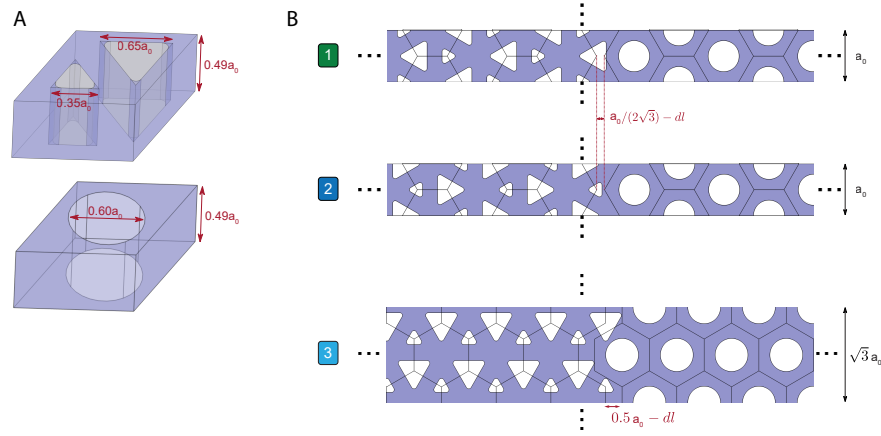 A
0.65a₀
0.49a₀
0.35a₀
0.60a₀
0.49a₀
B
1
a₀
a₀/(2√3) − dl
2
a₀
3
√3 a₀
0.5 a₀ − dl